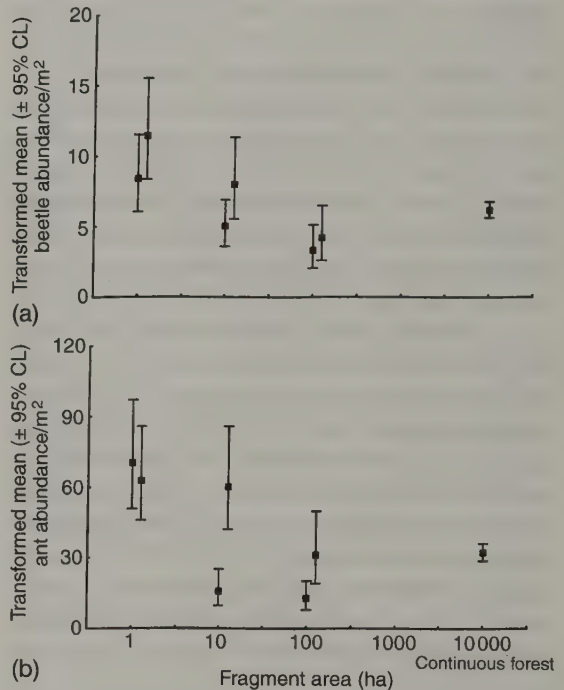 20
15
10
5
0
Transformed mean (± 95% CL)
beetle abundance/m²
(a)
120
90
60
30
0
Transformed mean (± 95% CL)
ant abundance/m²
1 10 100 1000 10000
Continuous forest
(b)
Fragment area (ha)